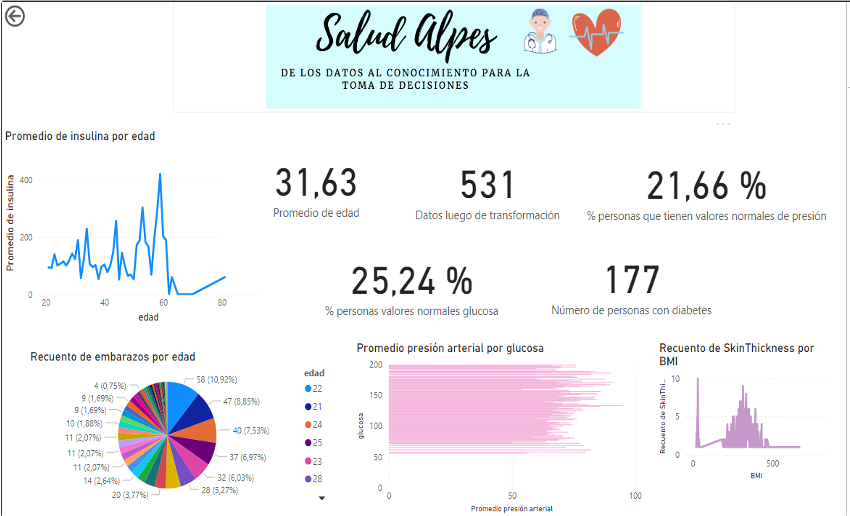 Salud Alpes
DE LOS DATOS AL CONOCIMIENTO PARA LA
TOMA DE DECISIONES
Promedio de insulina por edad
Promedio de insulina
400
200
0
20
40
60
80
edad
31,63
Promedio de edad
531
Datos luego de transformación
21,66 %
% personas que tienen valores normales de presión
25,24 %
% personas valores normales glucosa
177
Número de personas con diabetes
Recuento de embarazos por edad
58 (10,92%)
47 (8,85%)
40 (7,53%)
37 (6,97%)
32 (6,03%)
28 (5,27%)
20 (3,77%)
14 (2,64%)
11 (2,07%)
11 (2,07%)
11 (2,07%)
10 (1,88%)
9 (1,69%)
9 (1,69%)
4 (0,75%)
edad
22
21
24
25
23
28
Promedio presión arterial por glucosa
glucosa
200
150
100
50
0
0
50
100
Promedio presión arterial
Recuento de SkinThickness por
BMI
Recuento de SkinThi...
10
5
0
0
500
BMI